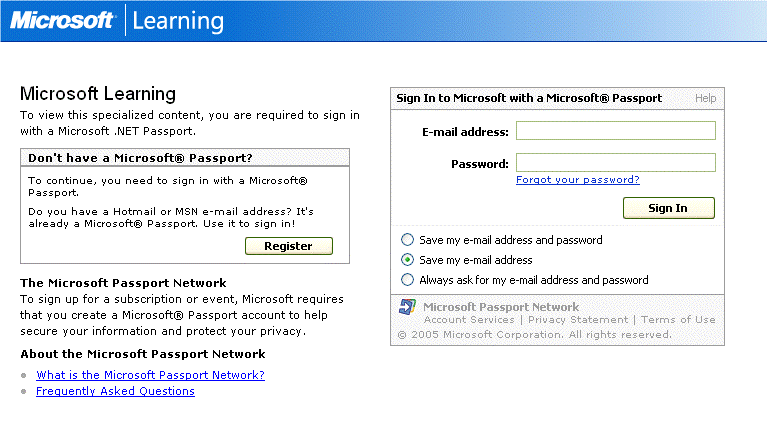 Microsoft® Learning
Microsoft Learning
To view this specialized content, you are required to sign in
with a Microsoft .NET Passport.
Don't have a Microsoft® Passport?
To continue, you need to sign in with a Microsoft®
Passport.
Do you have a Hotmail or MSN e-mail address? It's
already a Microsoft® Passport. Use it to sign in!
Register
The Microsoft Passport Network
To sign up for a subscription or event, Microsoft requires
that you create a Microsoft® Passport account to help
secure your information and protect your privacy.
About the Microsoft Passport Network
What is the Microsoft Passport Network?
Frequently Asked Questions
Sign In to Microsoft with a Microsoft® Passport Help
E-mail address:
Password:
Forgot your password?
Sign In
Save my e-mail address and password
Save my e-mail address
Always ask for my e-mail address and password
Microsoft Passport Network
Account Services | Privacy Statement | Terms of Use
© 2005 Microsoft Corporation. All rights reserved.